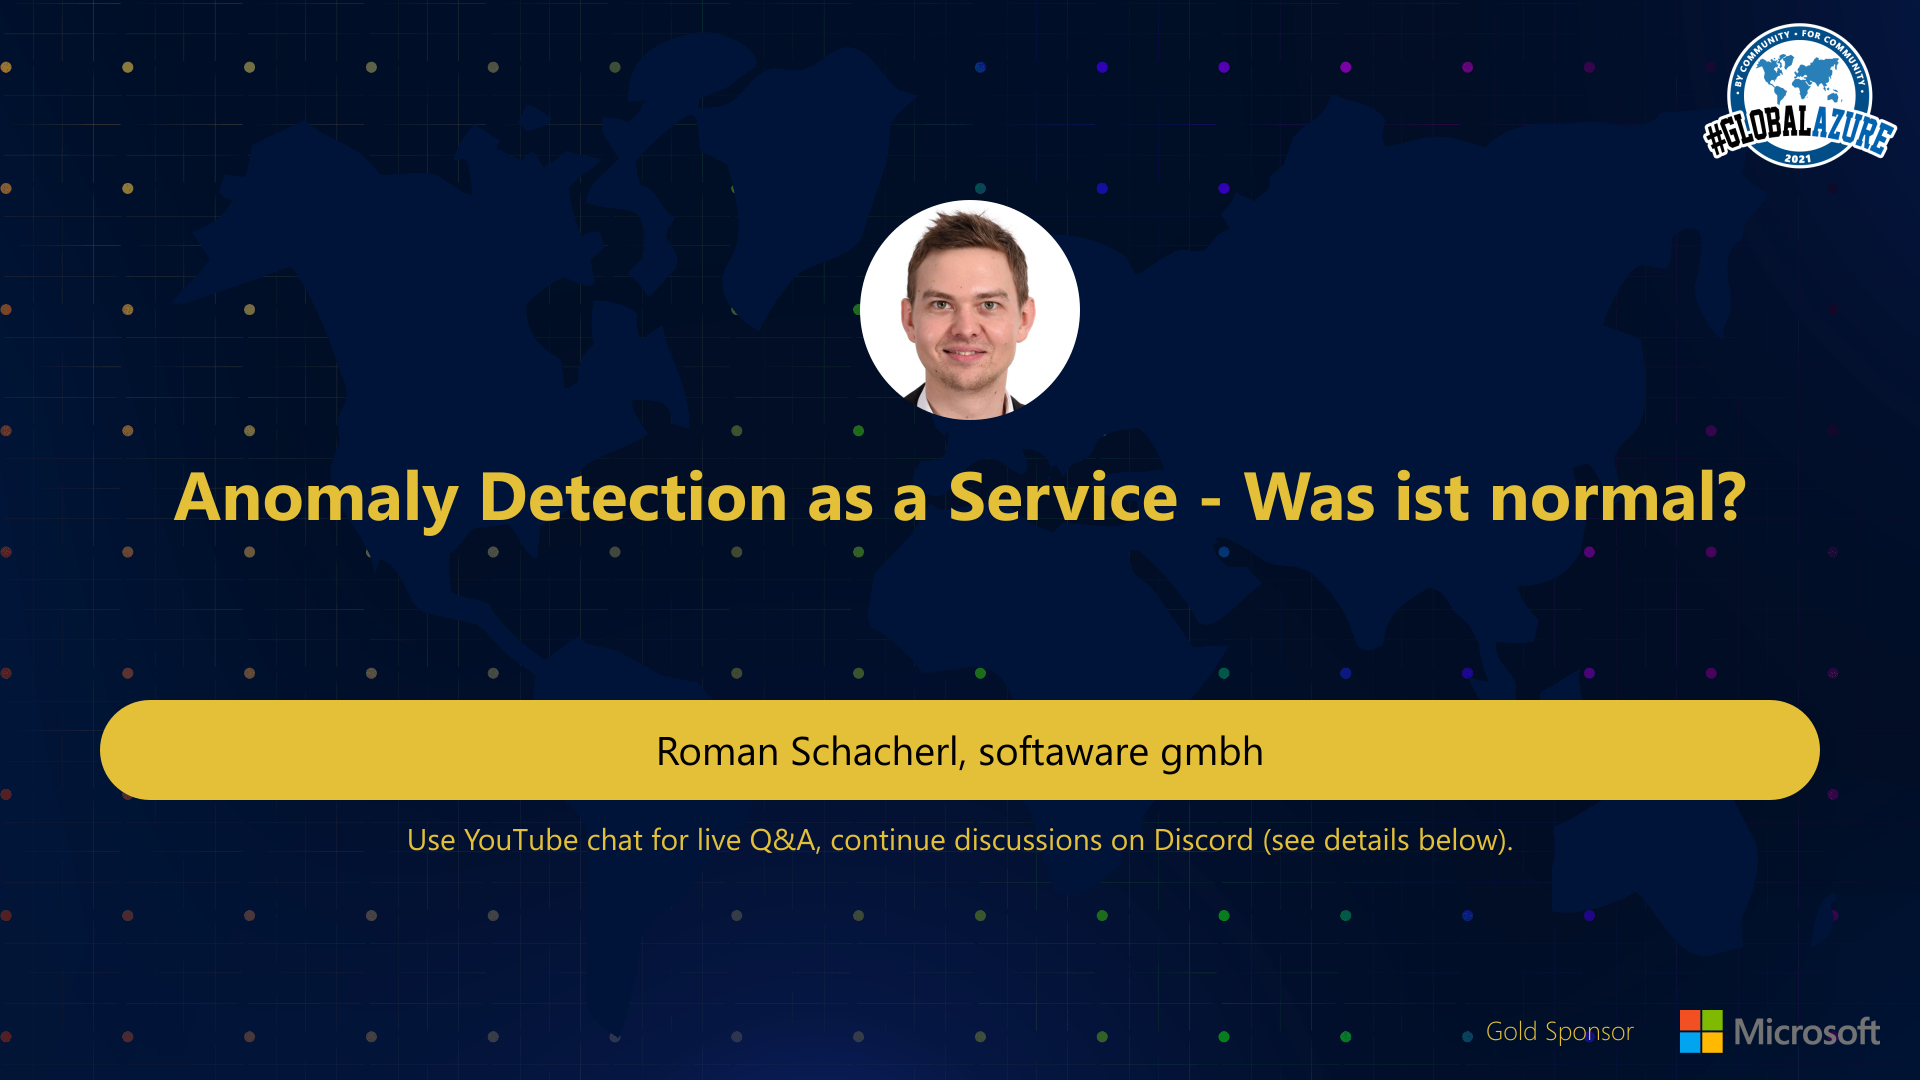 • BY COMMUNITY • FOR COMMUNITY •
#GLOBALAZURE
2021
Anomaly Detection as a Service - Was ist normal?
Roman Schacherl, softaware gmbh
Use YouTube chat for live Q&A, continue discussions on Discord (see details below).
Gold Sponsor
Microsoft